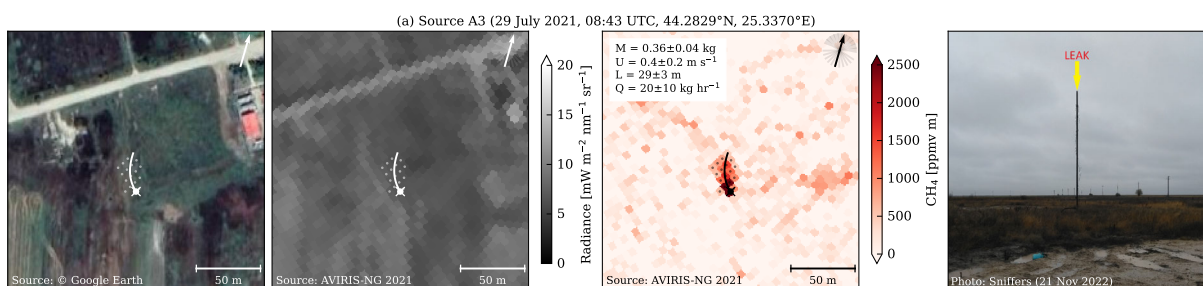 (a) Source A3 (29 July 2021, 08:43 UTC, 44.2829°N, 25.3370°E)
Source: © Google Earth
50 m
Source: AVIRIS-NG 2021
50 m
20
15
10
5
0
Radiance [mW m⁻² nm⁻¹ sr⁻¹]
M = 0.36±0.04 kg
U = 0.4±0.2 m s⁻¹
L = 29±3 m
Q = 20±10 kg hr⁻¹
Source: AVIRIS-NG 2021
50 m
2500
2000
1500
1000
500
0
CH₄ [ppmv m]
LEAK
Photo: Sniffers (21 Nov 2022)